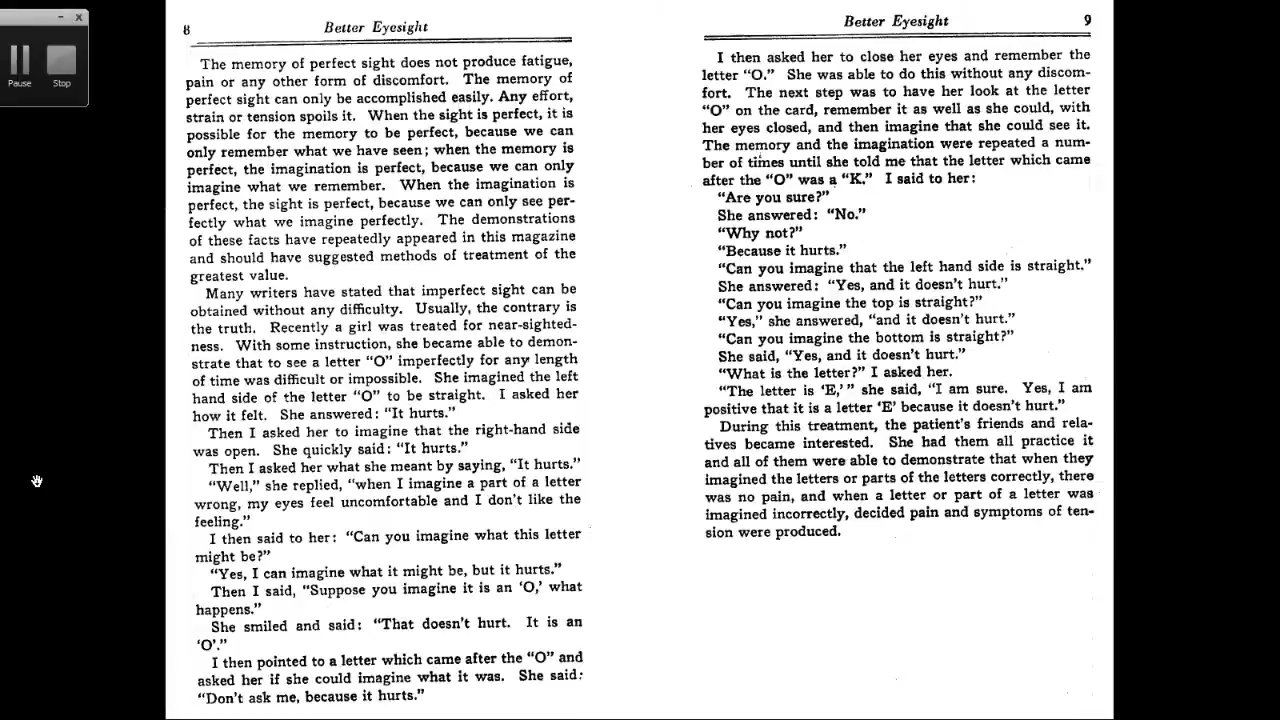 Pause
Stop
8
Better Eyesight
The memory of perfect sight does not produce fatigue,
pain or any other form of discomfort. The memory of
perfect sight can only be accomplished easily. Any effort,
strain or tension spoils it. When the sight is perfect, it is
possible for the memory to be perfect, because we can
only remember what we have seen; when the memory is
perfect, the imagination is perfect, because we can only
imagine what we remember. When the imagination is
perfect, the sight is perfect, because we can only see per-
fectly what we imagine perfectly. The demonstrations
of these facts have repeatedly appeared in this magazine
and should have suggested methods of treatment of the
greatest value.
Many writers have stated that imperfect sight can be
obtained without any difficulty. Usually, the contrary is
the truth. Recently a girl was treated for near-sighted-
ness. With some instruction, she became able to demon-
strate that to see a letter “O” imperfectly for any length
of time was difficult or impossible. She imagined the left
hand side of the letter “O” to be straight. I asked her
how it felt. She answered: “It hurts.”
Then I asked her to imagine that the right-hand side
was open. She quickly said: “It hurts.”
Then I asked her what she meant by saying, “It hurts.”
“Well,” she replied, “when I imagine a part of a letter
wrong, my eyes feel uncomfortable and I don't like the
feeling.”
I then said to her: “Can you imagine what this letter
might be?”
“Yes, I can imagine what it might be, but it hurts.”
Then I said, “Suppose you imagine it is an ‘O,’ what
happens.”
She smiled and said: “That doesn't hurt. It is an
‘O’.”
I then pointed to a letter which came after the “O” and
asked her if she could imagine what it was. She said:
“Don't ask me, because it hurts.”
Better Eyesight
9
I then asked her to close her eyes and remember the
letter “O.” She was able to do this without any discom-
fort. The next step was to have her look at the letter
“O” on the card, remember it as well as she could, with
her eyes closed, and then imagine that she could see it.
The memory and the imagination were repeated a num-
ber of times until she told me that the letter which came
after the “O” was a “K.” I said to her:
“Are you sure?”
She answered: “No.”
“Why not?”
“Because it hurts.”
“Can you imagine that the left hand side is straight.”
She answered: “Yes, and it doesn't hurt.”
“Can you imagine the top is straight?”
“Yes,” she answered, “and it doesn't hurt.”
“Can you imagine the bottom is straight?”
She said, “Yes, and it doesn't hurt.”
“What is the letter?” I asked her.
“The letter is ‘E,’ ” she said, “I am sure. Yes, I am
positive that it is a letter ‘E’ because it doesn't hurt.”
During this treatment, the patient's friends and rela-
tives became interested. She had them all practice it
and all of them were able to demonstrate that when they
imagined the letters or parts of the letters correctly, there
was no pain, and when a letter or part of a letter was
imagined incorrectly, decided pain and symptoms of ten-
sion were produced.